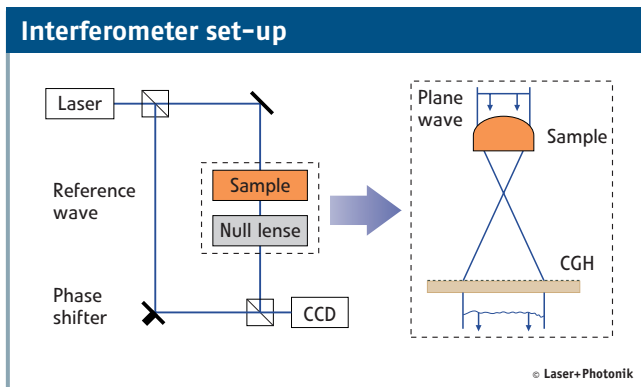 Interferometer set-up
Laser
Reference
wave
Phase
shifter
Sample
Null lense
CCD
Plane
wave
Sample
CGH
© Laser+Photonik